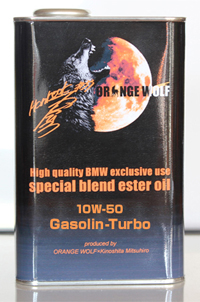 ORANGE WOLF
High quality BMW exclusive use
special blend ester oil
10W-50
Gasolin-Turbo
produced by
ORANGE WOLF×Kinoshita Mitsuhiro